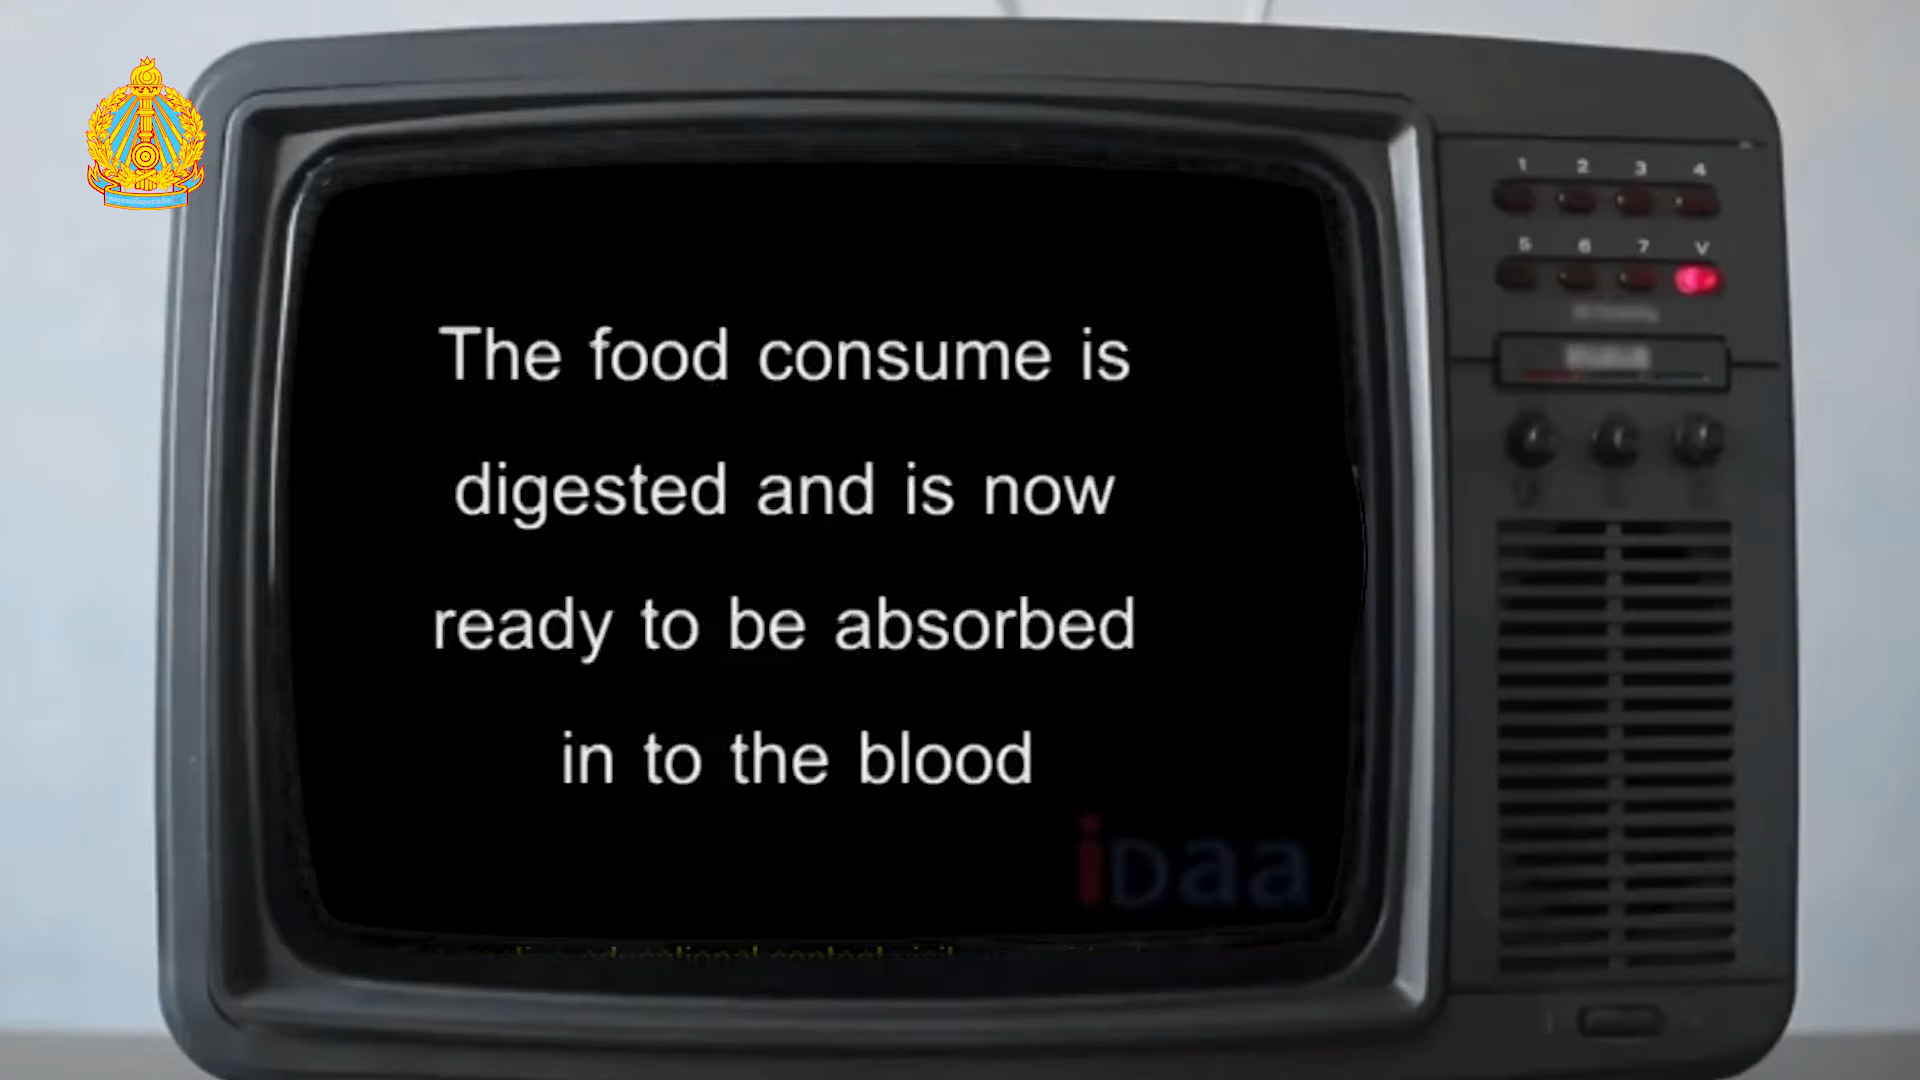 The food consume is
digested and is now
ready to be absorbed
in to the blood
iDaa
1 2 3 4
5 6 7 V